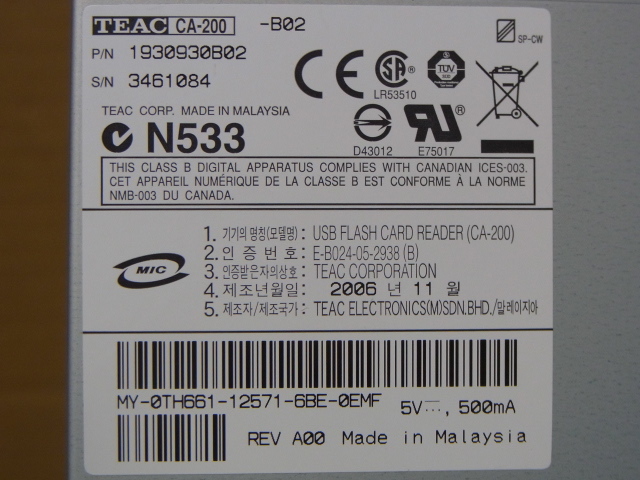 TEAC CA-200 -B02
P/N 1930930B02
S/N 3461084
SP-CW
SA
LR53510
TÜV
TEAC CORP. MADE IN MALAYSIA
N533
D43012
E75017
THIS CLASS B DIGITAL APPARATUS COMPLIES WITH CANADIAN ICES-003.
CET APPAREIL NUMÉRIQUE DE LA CLASSE B EST CONFORME À LA NORME
NMB-003 DU CANADA.
MIC
1. 기기의 명칭(모델명) : USB FLASH CARD READER (CA-200)
2. 인 증 번 호 : E-B024-05-2938 (B)
3. 인증받은자의상호 : TEAC CORPORATION
4. 제조년월일 : 2006 년 11 월
5. 제조자/제조국가 : TEAC ELECTRONICS(M)SDN.BHD./말레이지아
MY-0TH661-12571-6BE-0EMF
5V⎓, 500mA
REV A00 Made in Malaysia